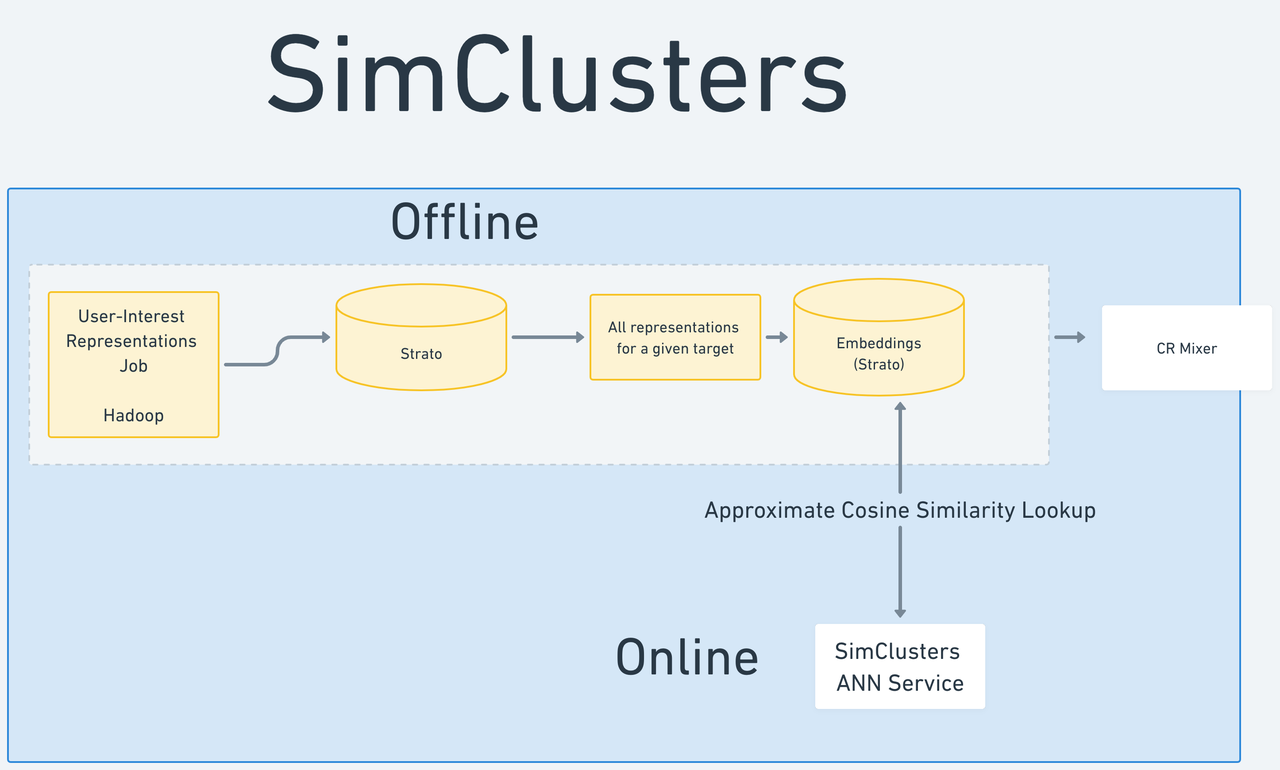 SimClusters
Offline
User-Interest
Representations
Job
Hadoop
Strato
All representations
for a given target
Embeddings
(Strato)
CR Mixer
Approximate Cosine Similarity Lookup
Online
SimClusters
ANN Service